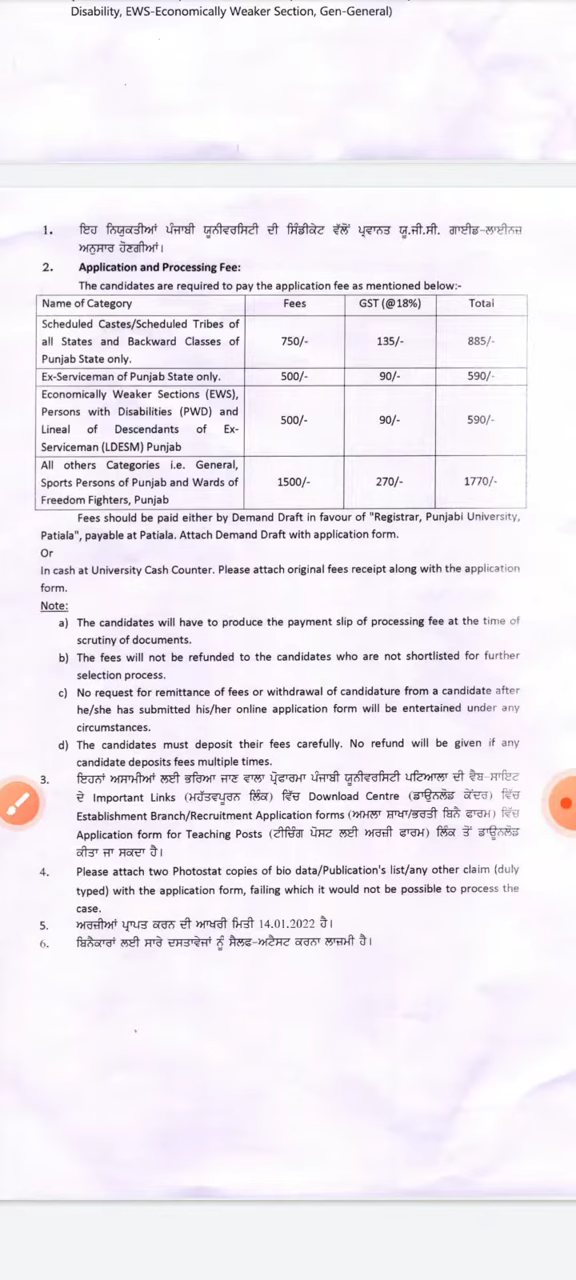 Disability, EWS-Economically Weaker Section, Gen-General)
1. ਇਹ ਨਿਯੁਕਤੀਆਂ ਪੰਜਾਬੀ ਯੂਨੀਵਰਸਿਟੀ ਦੀ ਸਿੰਡੀਕੇਟ ਵੱਲੋਂ ਪ੍ਰਵਾਨਤ ਯੂ.ਜੀ.ਸੀ. ਗਾਈਡ-ਲਾਈਨਜ਼
ਅਨੁਸਾਰ ਹੋਣਗੀਆਂ।
2. Application and Processing Fee:
The candidates are required to pay the application fee as mentioned below:-
Name of Category Fees GST (@18%) Total
Scheduled Castes/Scheduled Tribes of
all States and Backward Classes of 750/- 135/- 885/-
Punjab State only.
Ex-Serviceman of Punjab State only. 500/- 90/- 590/-
Economically Weaker Sections (EWS),
Persons with Disabilities (PWD) and
Lineal of Descendants of Ex- 500/- 90/- 590/-
Serviceman (LDESM) Punjab
All others Categories i.e. General,
Sports Persons of Punjab and Wards of 1500/- 270/- 1770/-
Freedom Fighters, Punjab
Fees should be paid either by Demand Draft in favour of "Registrar, Punjabi University,
Patiala", payable at Patiala. Attach Demand Draft with application form.
Or
In cash at University Cash Counter. Please attach original fees receipt along with the application
form.
Note:
a) The candidates will have to produce the payment slip of processing fee at the time of
scrutiny of documents.
b) The fees will not be refunded to the candidates who are not shortlisted for further
selection process.
c) No request for remittance of fees or withdrawal of candidature from a candidate after
he/she has submitted his/her online application form will be entertained under any
circumstances.
d) The candidates must deposit their fees carefully. No refund will be given if any
candidate deposits fees multiple times.
3. ਇਹਨਾਂ ਅਸਾਮੀਆਂ ਲਈ ਭਰਿਆ ਜਾਣ ਵਾਲਾ ਪ੍ਰੋਫਾਰਮਾ ਪੰਜਾਬੀ ਯੂਨੀਵਰਸਿਟੀ ਪਟਿਆਲਾ ਦੀ ਵੈਬ-ਸਾਇਟ
ਦੇ Important Links (ਮਹੱਤਵਪੂਰਨ ਲਿੰਕ) ਵਿੱਚ Download Centre (ਡਾਊਨਲੋਡ ਕੇਂਦਰ) ਵਿੱਚ
Establishment Branch/Recruitment Application forms (ਅਮਲਾ ਸ਼ਾਖਾ/ਭਰਤੀ ਬਿਨੈ ਫਾਰਮ) ਵਿੱਚ
Application form for Teaching Posts (ਟੀਚਿੰਗ ਪੋਸਟ ਲਈ ਅਰਜ਼ੀ ਫਾਰਮ) ਲਿੰਕ ਤੋਂ ਡਾਊਨਲੋਡ
ਕੀਤਾ ਜਾ ਸਕਦਾ ਹੈ।
4. Please attach two Photostat copies of bio data/Publication's list/any other claim (duly
typed) with the application form, failing which it would not be possible to process the
case.
5. ਅਰਜ਼ੀਆਂ ਪ੍ਰਾਪਤ ਕਰਨ ਦੀ ਆਖਰੀ ਮਿਤੀ 14.01.2022 ਹੈ।
6. ਬਿਨੈਕਾਰਾਂ ਲਈ ਸਾਰੇ ਦਸਤਾਵੇਜ਼ਾਂ ਨੂੰ ਸੈਲਫ-ਅਟੈਸਟ ਕਰਨਾ ਲਾਜ਼ਮੀ ਹੈ।